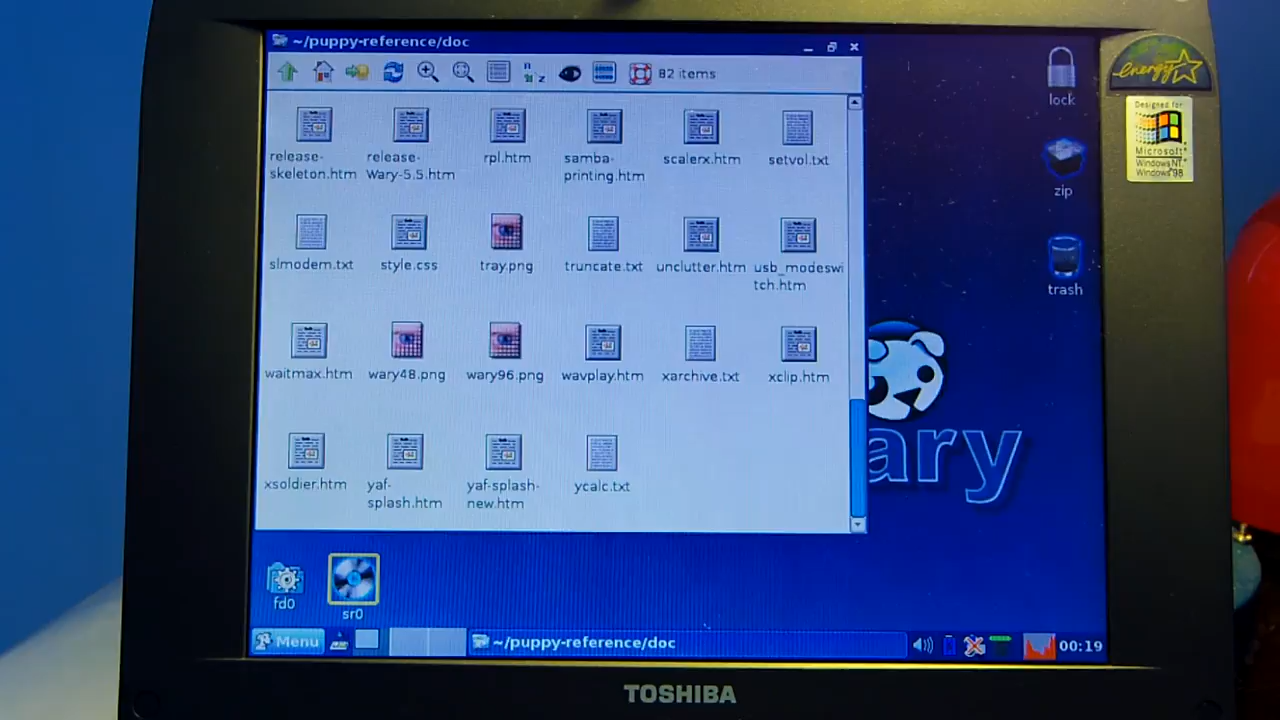 ~/puppy-reference/doc
82 items
release-skeleton.htm
release-Wary-5.5.htm
rpl.htm
samba-printing.htm
scalerx.htm
setvol.txt
slmodem.txt
style.css
tray.png
truncate.txt
unclutter.htm
usb_modeswitch.htm
waitmax.htm
wary48.png
wary96.png
wavplay.htm
xarchive.txt
xclip.htm
xsoldier.htm
yaf-splash.htm
yaf-splash-new.htm
ycalc.txt
lock
zip
trash
ary
fd0
sr0
Menu
~/puppy-reference/doc
00:19
TOSHIBA
energy
Designed for
Microsoft
Windows NT
Windows 98